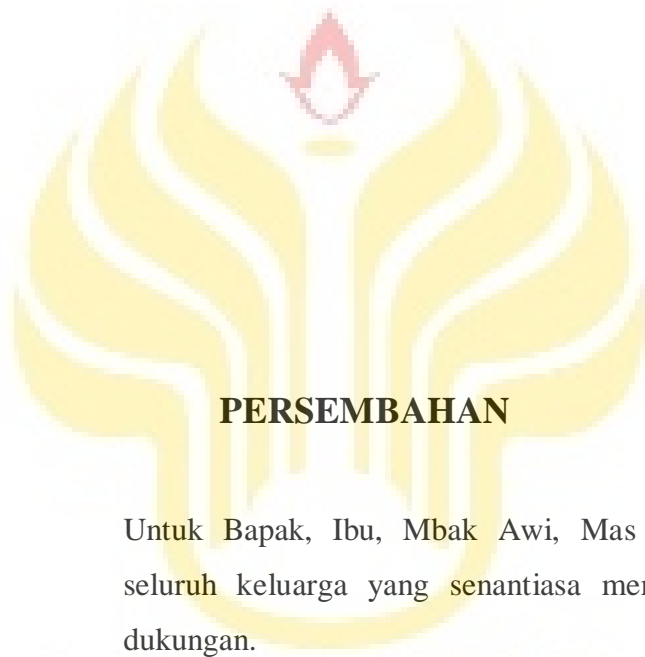 PERSEMBAHAN
Untuk Bapak, Ibu, Mbak Awi, Mas
seluruh keluarga yang senantiasa
dukungan.